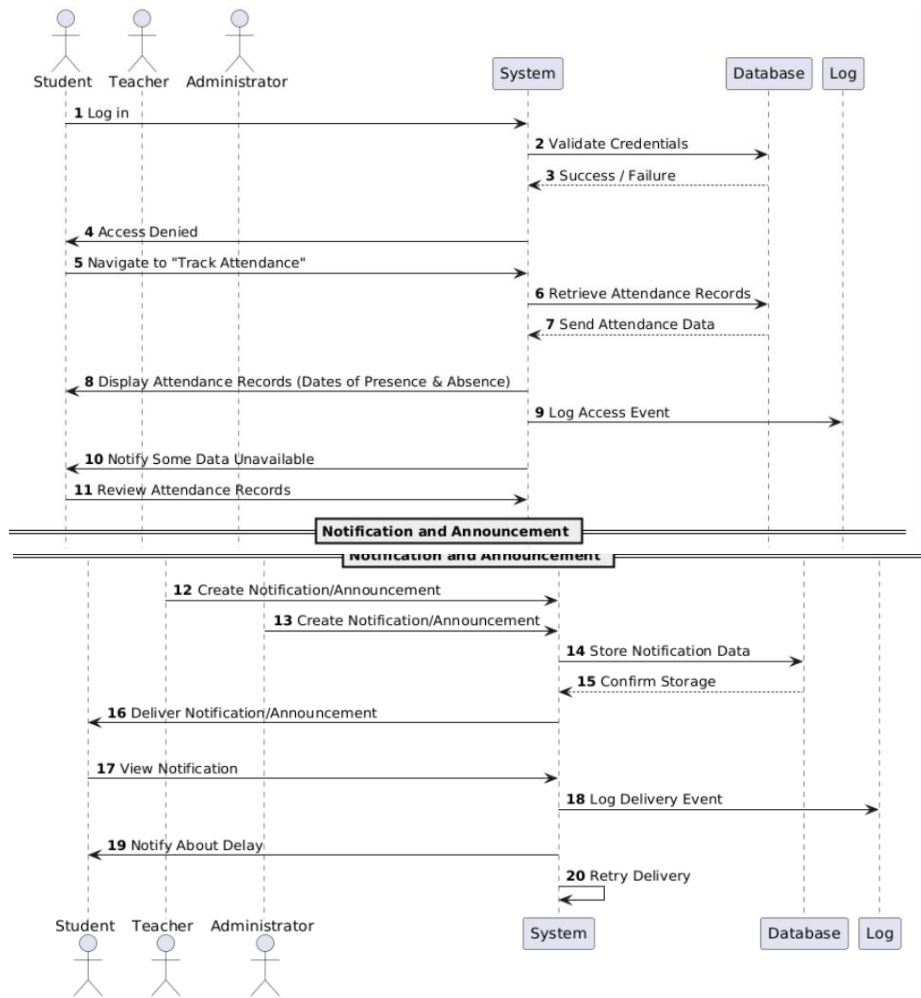 Student Teacher Administrator System Database Log
1 Log in
2 Validate Credentials
3 Success / Failure
4 Access Denied
5 Navigate to "Track Attendance"
6 Retrieve Attendance Records
7 Send Attendance Data
8 Display Attendance Records (Dates of Presence & Absence)
9 Log Access Event
10 Notify Some Data Unavailable
11 Review Attendance Records
Notification and Announcement
Notification and Announcement
12 Create Notification/Announcement
13 Create Notification/Announcement
14 Store Notification Data
15 Confirm Storage
16 Deliver Notification/Announcement
17 View Notification
18 Log Delivery Event
19 Notify About Delay
20 Retry Delivery
Student Teacher Administrator System Database Log